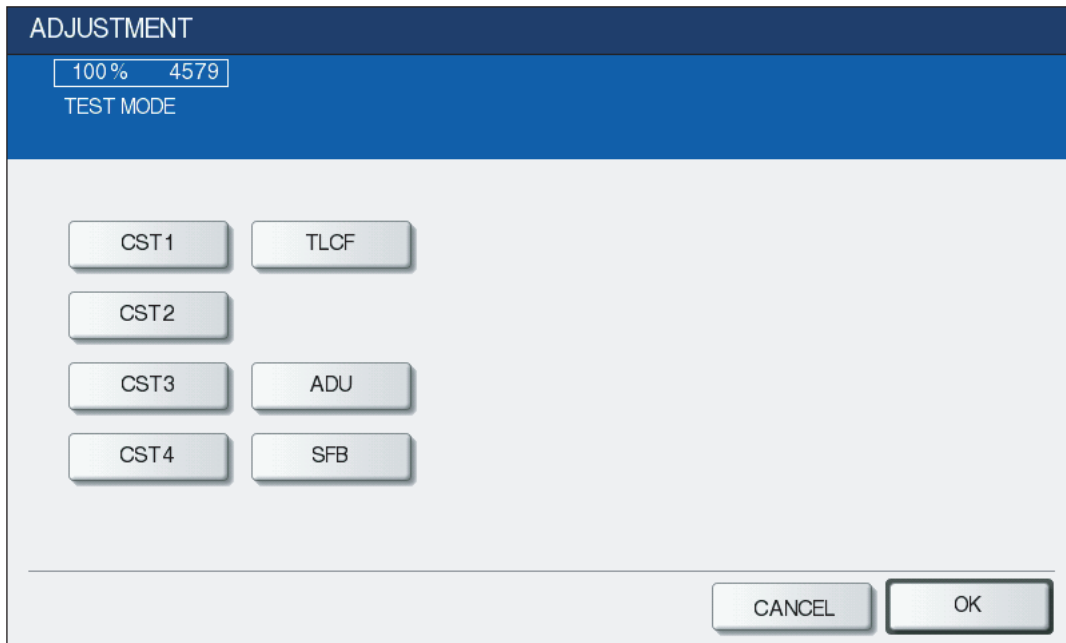 ADJUSTMENT
100% 4579
TEST MODE
CST1 TLCF
CST2
CST3 ADU
CST4 SFB
CANCEL OK